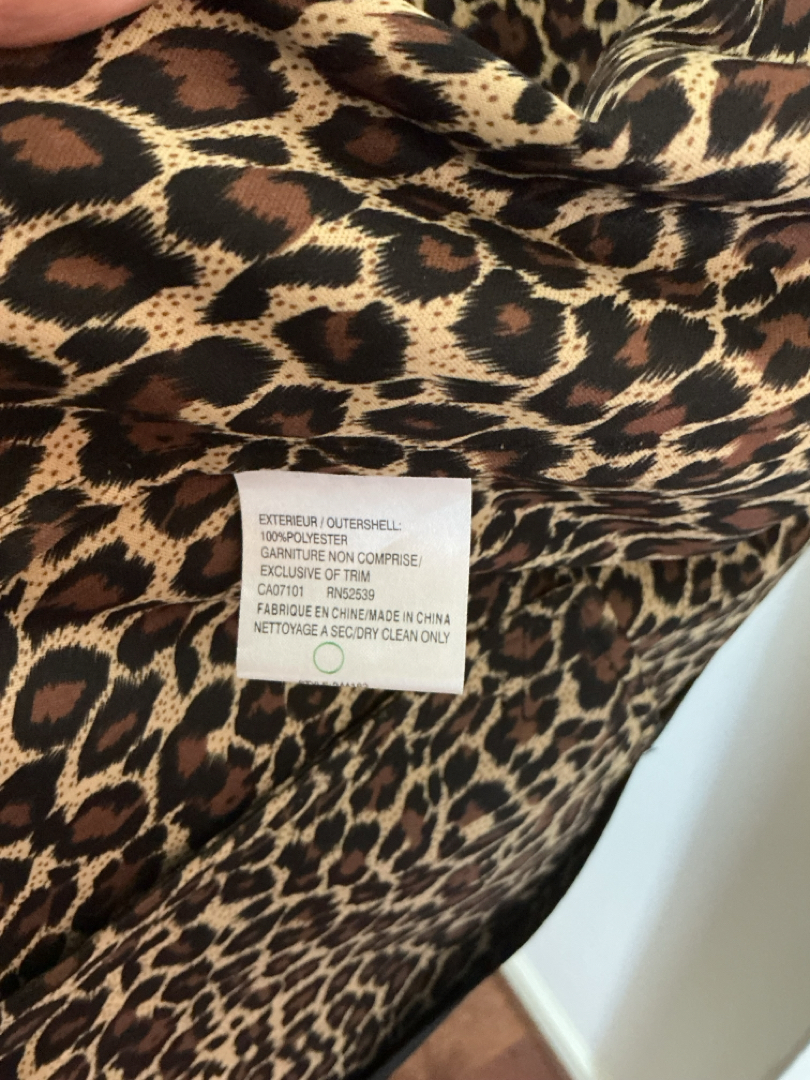 EXTERIEUR / OUTERSHELL:
100%POLYESTER
GARNITURE NON COMPRISE/
EXCLUSIVE OF TRIM
CA07101 RN52539
FABRIQUE EN CHINE/MADE IN CHINA
NETTOYAGE A SEC/DRY CLEAN ONLY